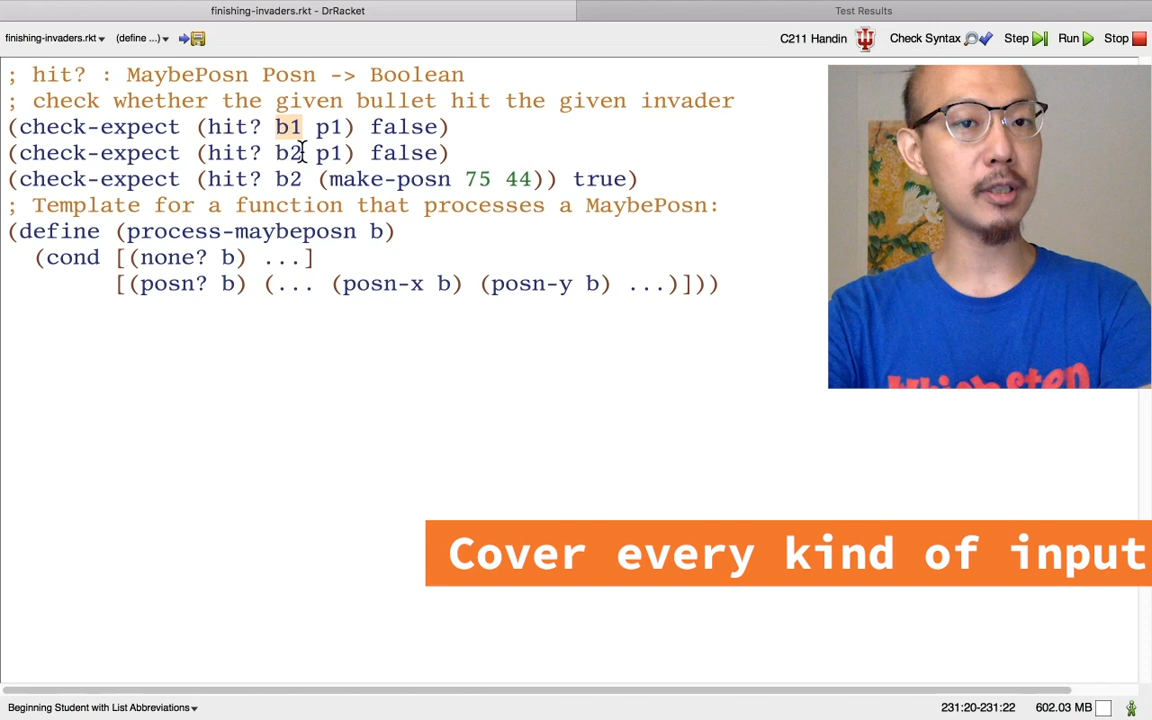 finishing-invaders.rkt - DrRacket
Test Results
finishing-invaders.rkt
(define ...)
C211 Handin
Check Syntax
Step
Run
Stop
; hit? : MaybePosn Posn -> Boolean
; check whether the given bullet hit the given invader
(check-expect (hit? b1 p1) false)
(check-expect (hit? b2 p1) false)
(check-expect (hit? b2 (make-posn 75 44)) true)
; Template for a function that processes a MaybePosn:
(define (process-maybeposn b)
(cond [(none? b) ...]
[(posn? b) (... (posn-x b) (posn-y b) ...)]))
Which step
Cover every kind of input
Beginning Student with List Abbreviations
231:20-231:22
602.03 MB